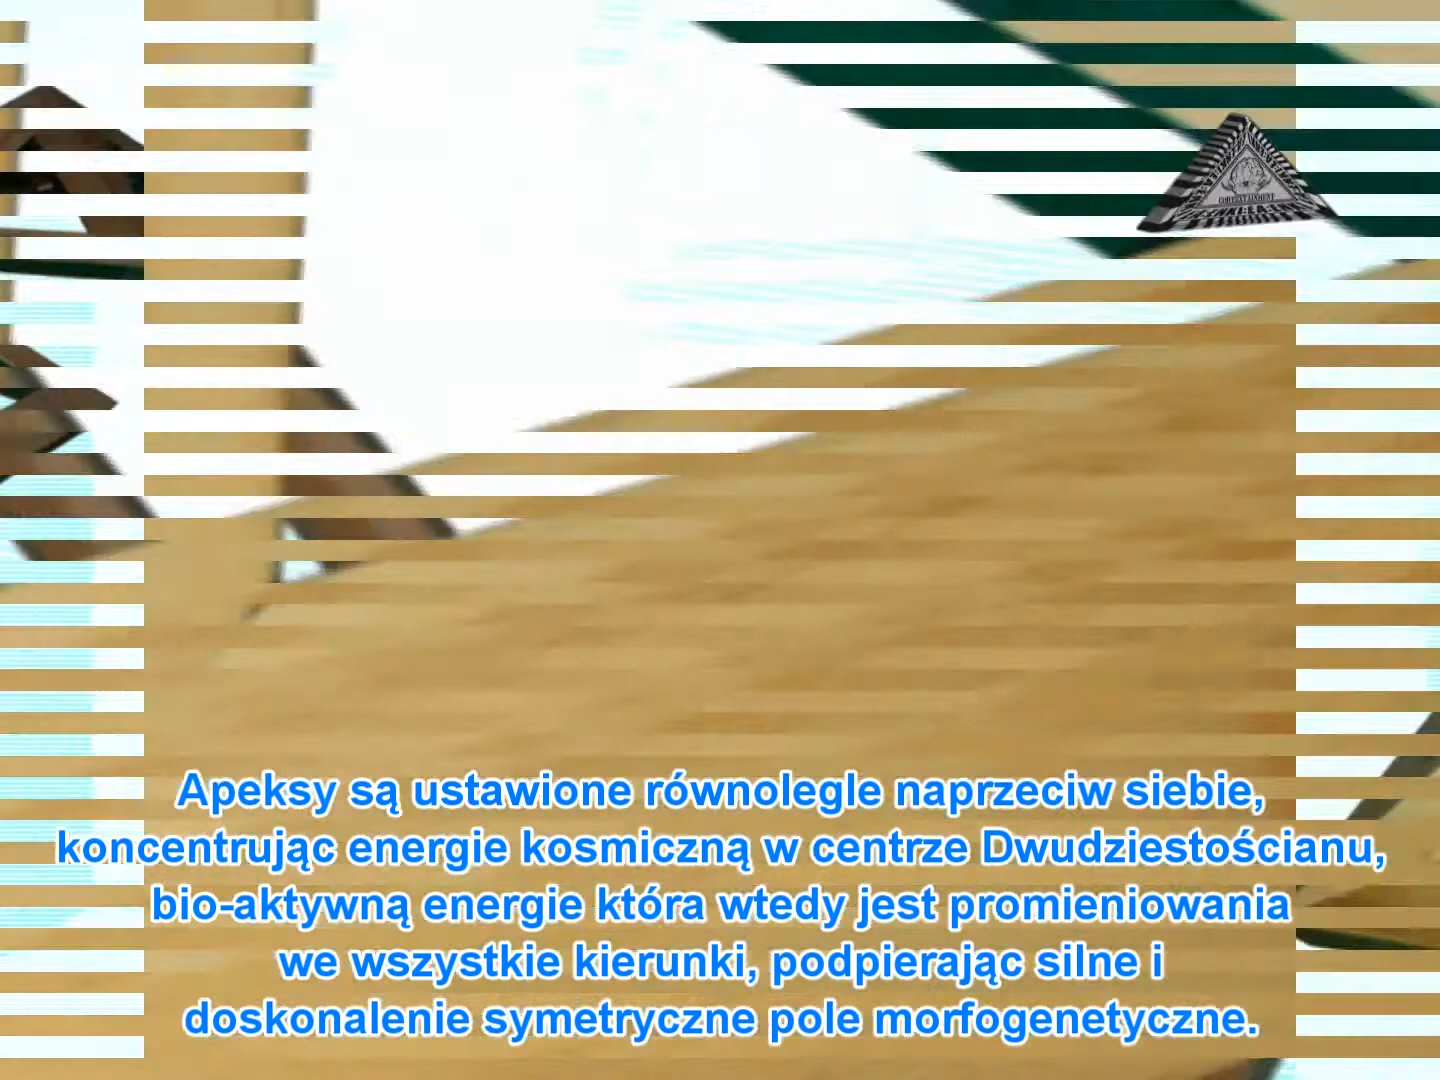 Apeksy są ustawione równolegle naprzeciw siebie,
koncentrując energie kosmiczną w centrze Dwudziestościanu,
bio-aktywną energie która wtedy jest promieniowania
we wszystkie kierunki, podpierając silne i
doskonalenie symetryczne pole morfogenetyczne.